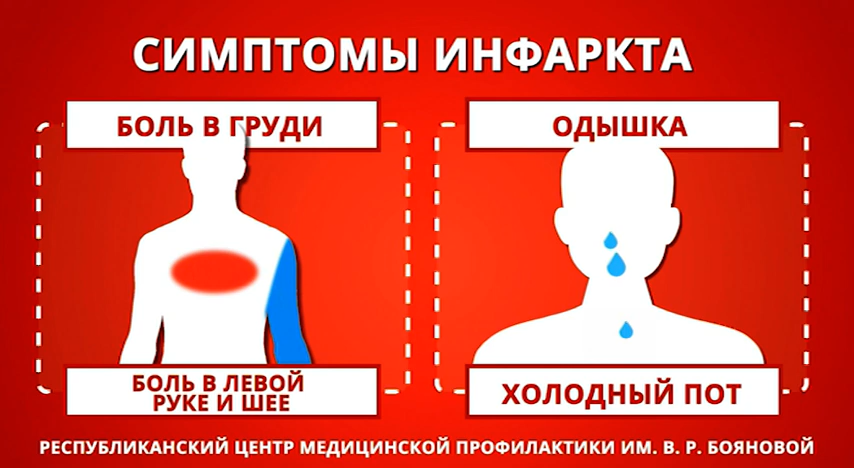 СИМПТОМЫ ИНФАРКТА
БОЛЬ В ГРУДИ
ОДЫШКА
БОЛЬ В ЛЕВОЙ
РУКЕ И ШЕЕ
ХОЛОДНЫЙ ПОТ
РЕСПУБЛИКАНСКИЙ ЦЕНТР МЕДИЦИНСКОЙ ПРОФИЛАКТИКИ ИМ. В. Р. БОЯНОВОЙ